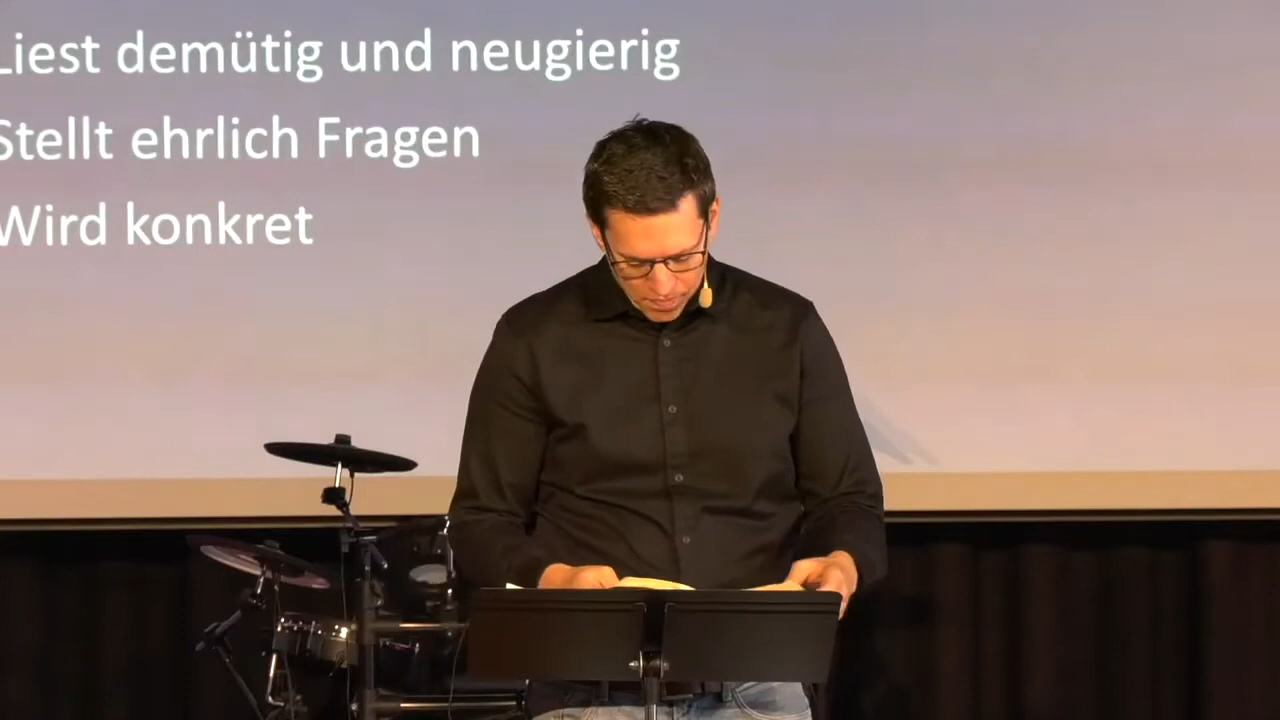 Liest demütig und neugierig
Stellt ehrlich Fragen
Wird konkret